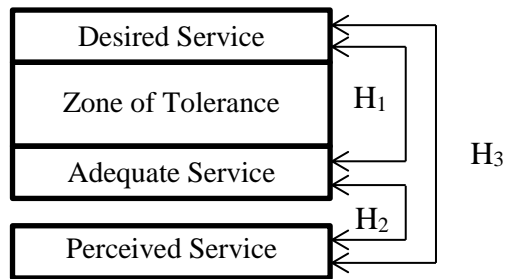 Desired Service
Zone of Tolerance
H₁
H₃
Adequate Service
H₂
Perceived Service